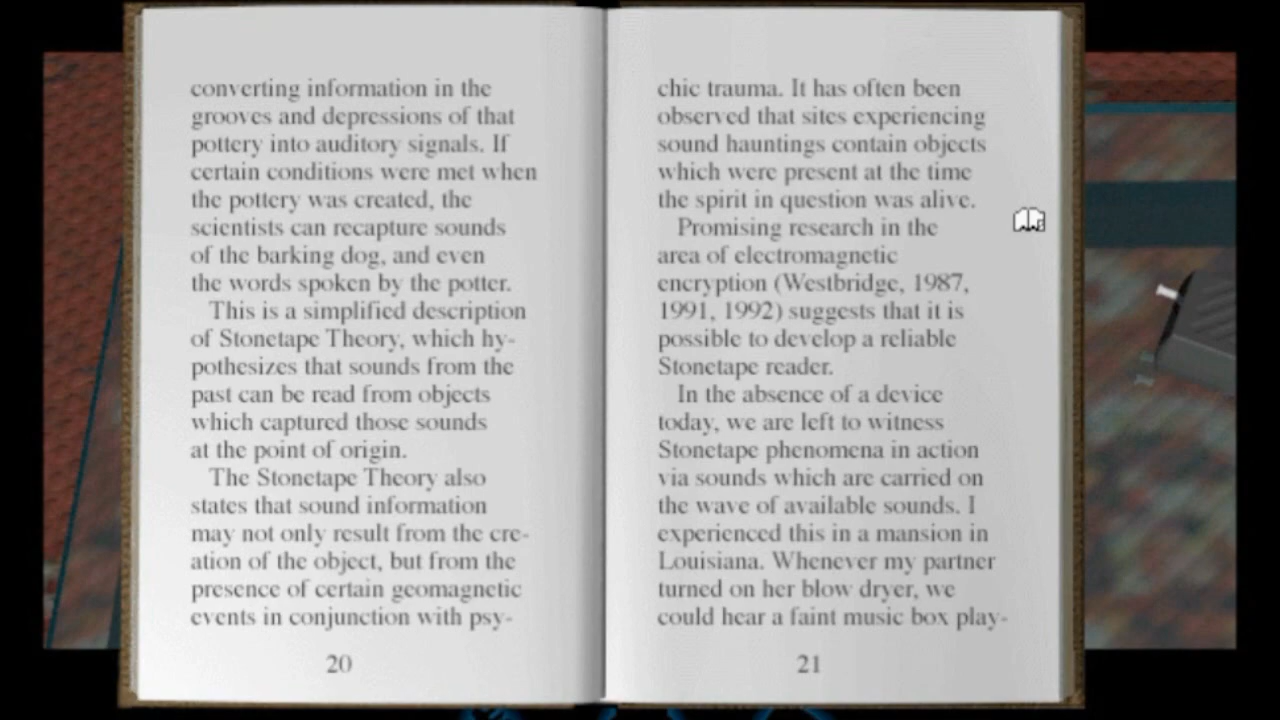 converting information in the
grooves and depressions of that
pottery into auditory signals. If
certain conditions were met when
the pottery was created, the
scientists can recapture sounds
of the barking dog, and even
the words spoken by the potter.
This is a simplified description
of Stonetape Theory, which hy-
pothesizes that sounds from the
past can be read from objects
which captured those sounds
at the point of origin.
The Stonetape Theory also
states that sound information
may not only result from the cre-
ation of the object, but from the
presence of certain geomagnetic
events in conjunction with psy-
20
chic trauma. It has often been
observed that sites experiencing
sound hauntings contain objects
which were present at the time
the spirit in question was alive.
Promising research in the
area of electromagnetic
encryption (Westbridge, 1987,
1991, 1992) suggests that it is
possible to develop a reliable
Stonetape reader.
In the absence of a device
today, we are left to witness
Stonetape phenomena in action
via sounds which are carried on
the wave of available sounds. I
experienced this in a mansion in
Louisiana. Whenever my partner
turned on her blow dryer, we
could hear a faint music box play-
21